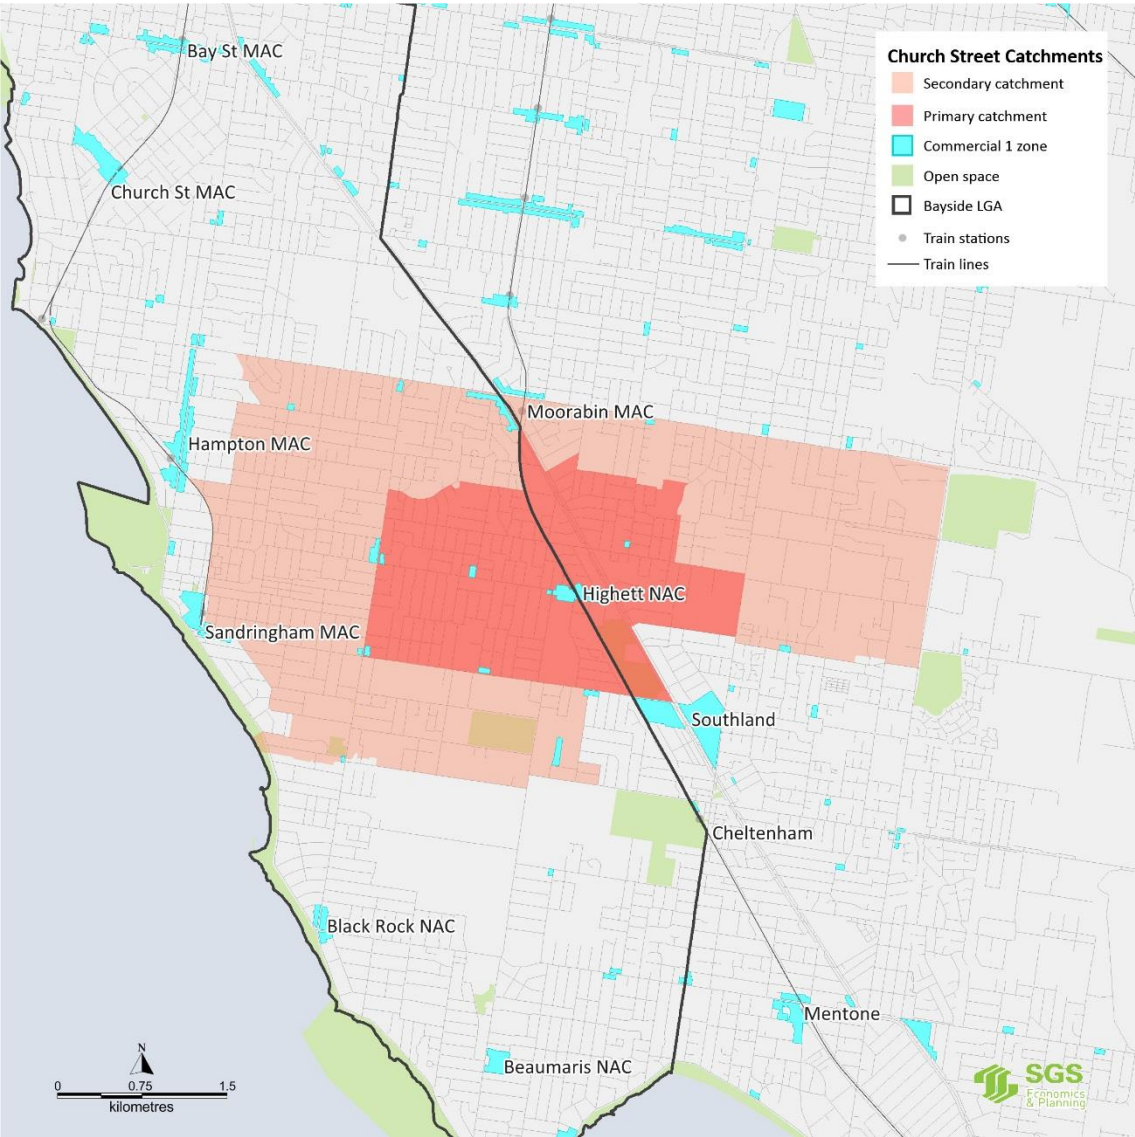 Church Street Catchments
Secondary catchment
Primary catchment
Commercial 1 zone
Open space
Bayside LGA
Train stations
Train lines
Bay St MAC
Church St MAC
Moorabin MAC
Hampton MAC
Highett NAC
Sandringham MAC
Southland
Cheltenham
Black Rock NAC
Mentone
Beaumaris NAC
N
0 0.75 1.5
kilometres
SGS
Economics
& Planning